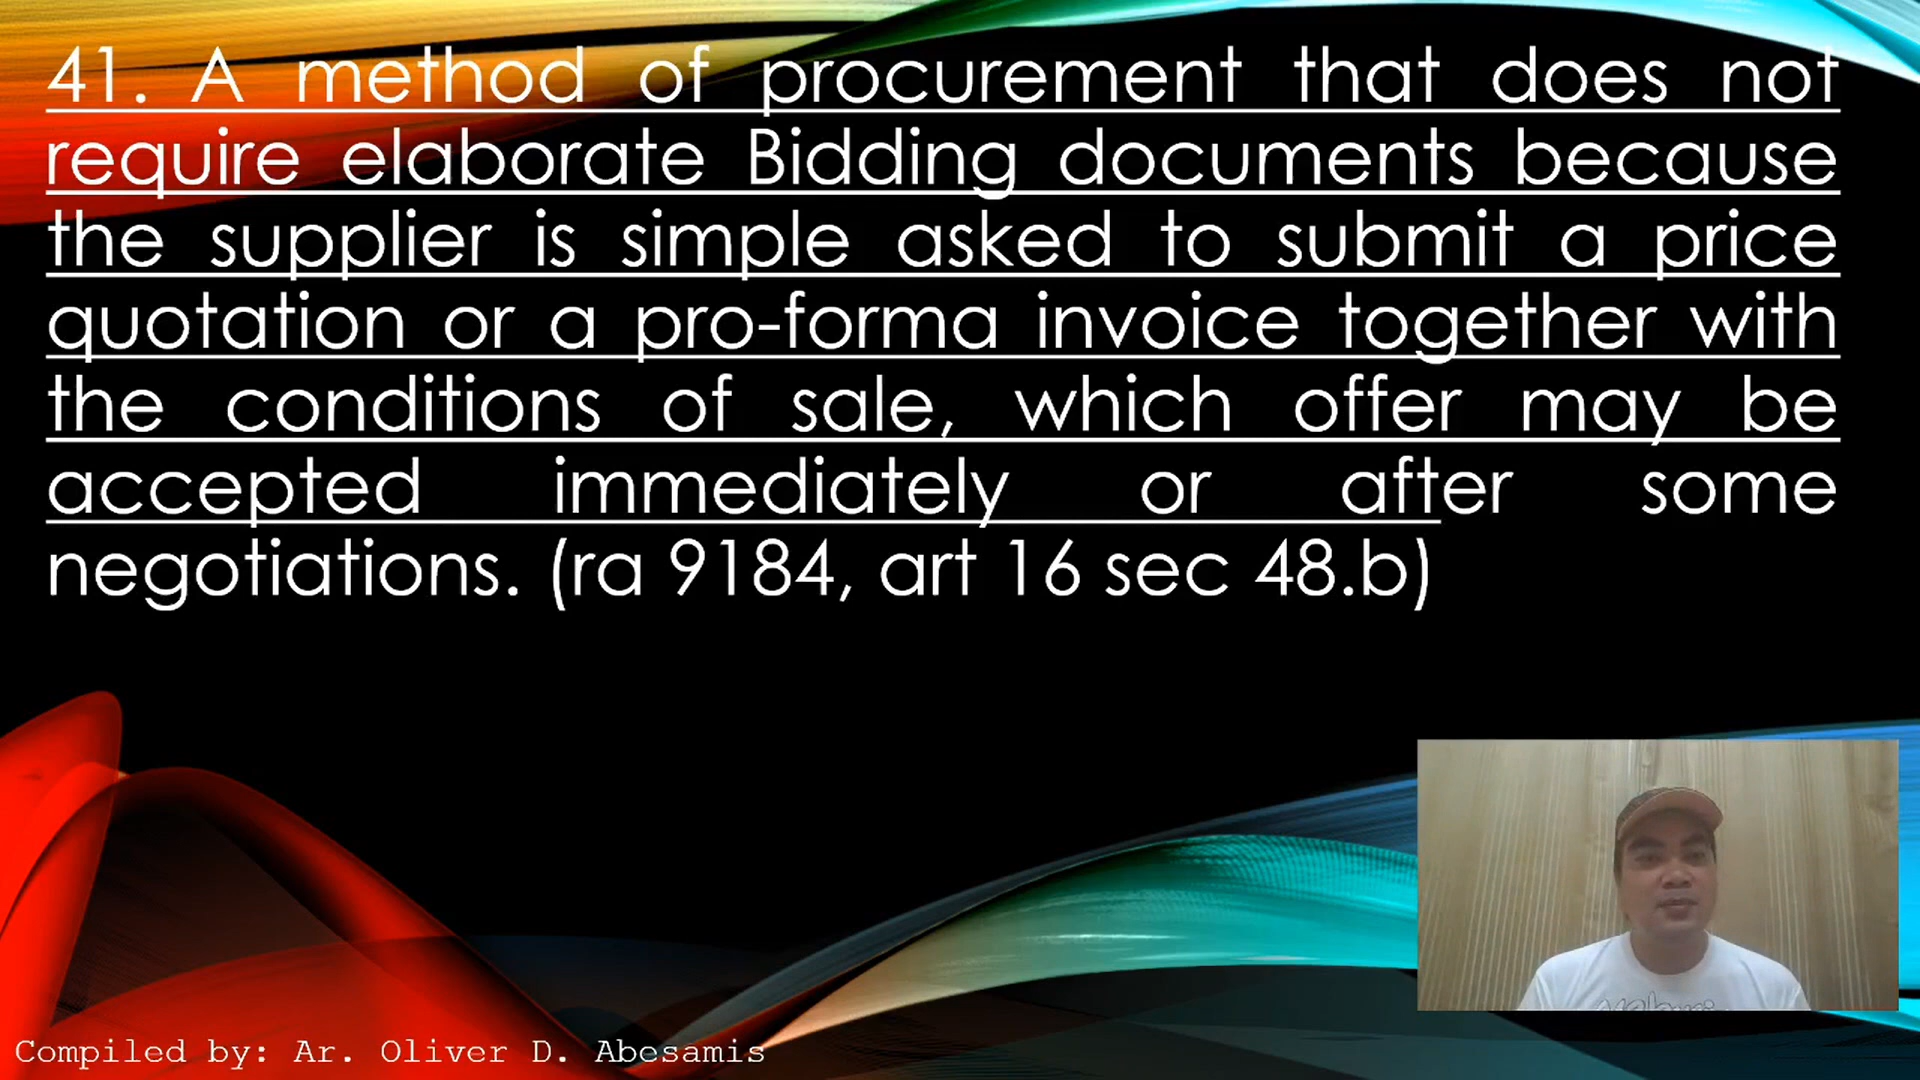 41. A method of procurement that does not
require elaborate Bidding documents because
the supplier is simple asked to submit a price
quotation or a pro-forma invoice together with
the conditions of sale, which offer may be
accepted immediately or after some
negotiations. (ra 9184, art 16 sec 48.b)
Compiled by: Ar. Oliver D. Abesamis